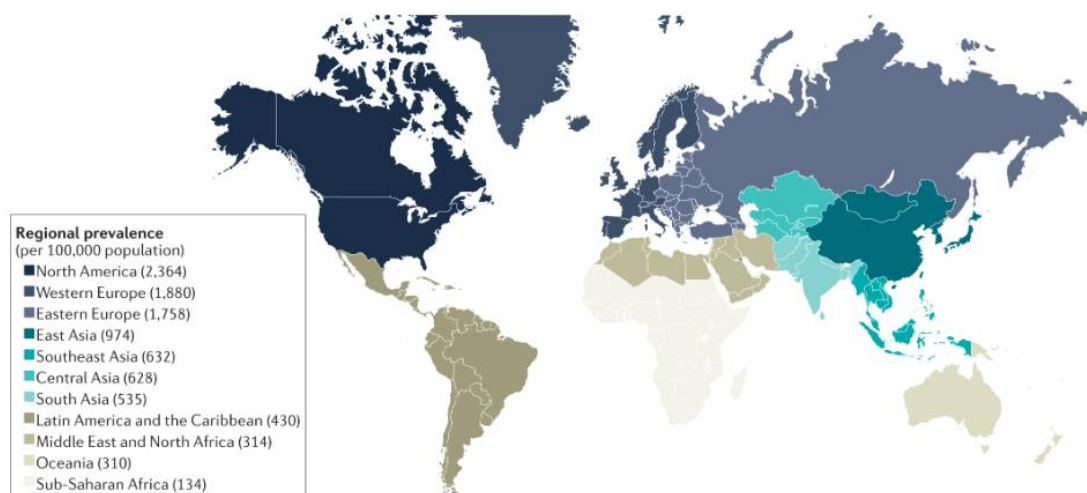 Regional prevalence
(per 100,000 population)
North America (2,364)
Western Europe (1,880)
Eastern Europe (1,758)
East Asia (974)
Southeast Asia (632)
Central Asia (628)
South Asia (535)
Latin America and the Caribbean (430)
Middle East and North Africa (314)
Oceania (310)
Sub-Saharan Africa (134)